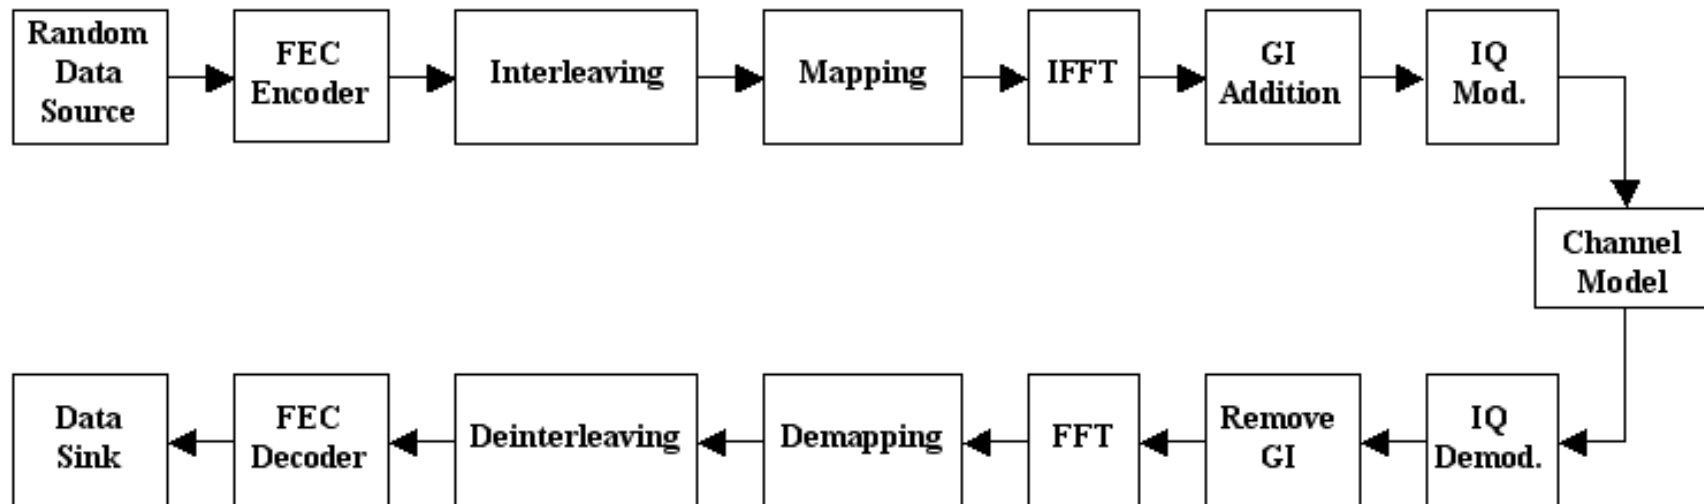 Random
Data
Source
FEC
Encoder
Interleaving
Mapping
IFFT
GI
Addition
IQ
Mod.
Channel
Model
IQ
Demod.
Remove
GI
FFT
Demapping
Deinterleaving
FEC
Decoder
Data
Sink